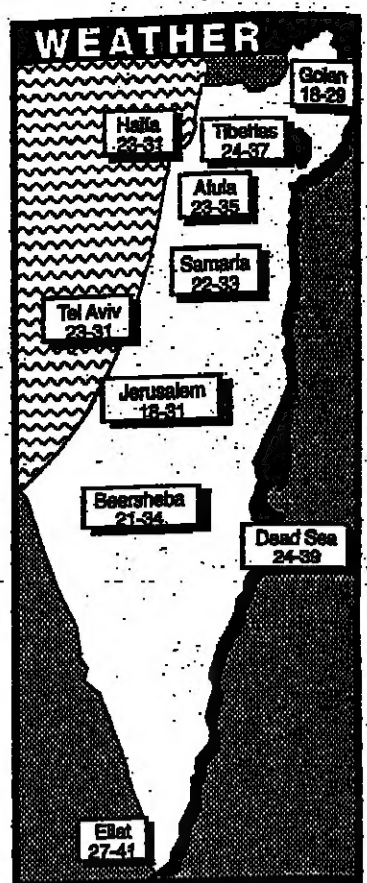 WEATHER
Golan
18-29
Haifa
23-31
Tiberias
24-37
Afula
23-35
Samaria
22-33
Tel Aviv
23-31
Jerusalem
18-31
Beersheba
21-34
Dead Sea
24-39
Eilat
27-41